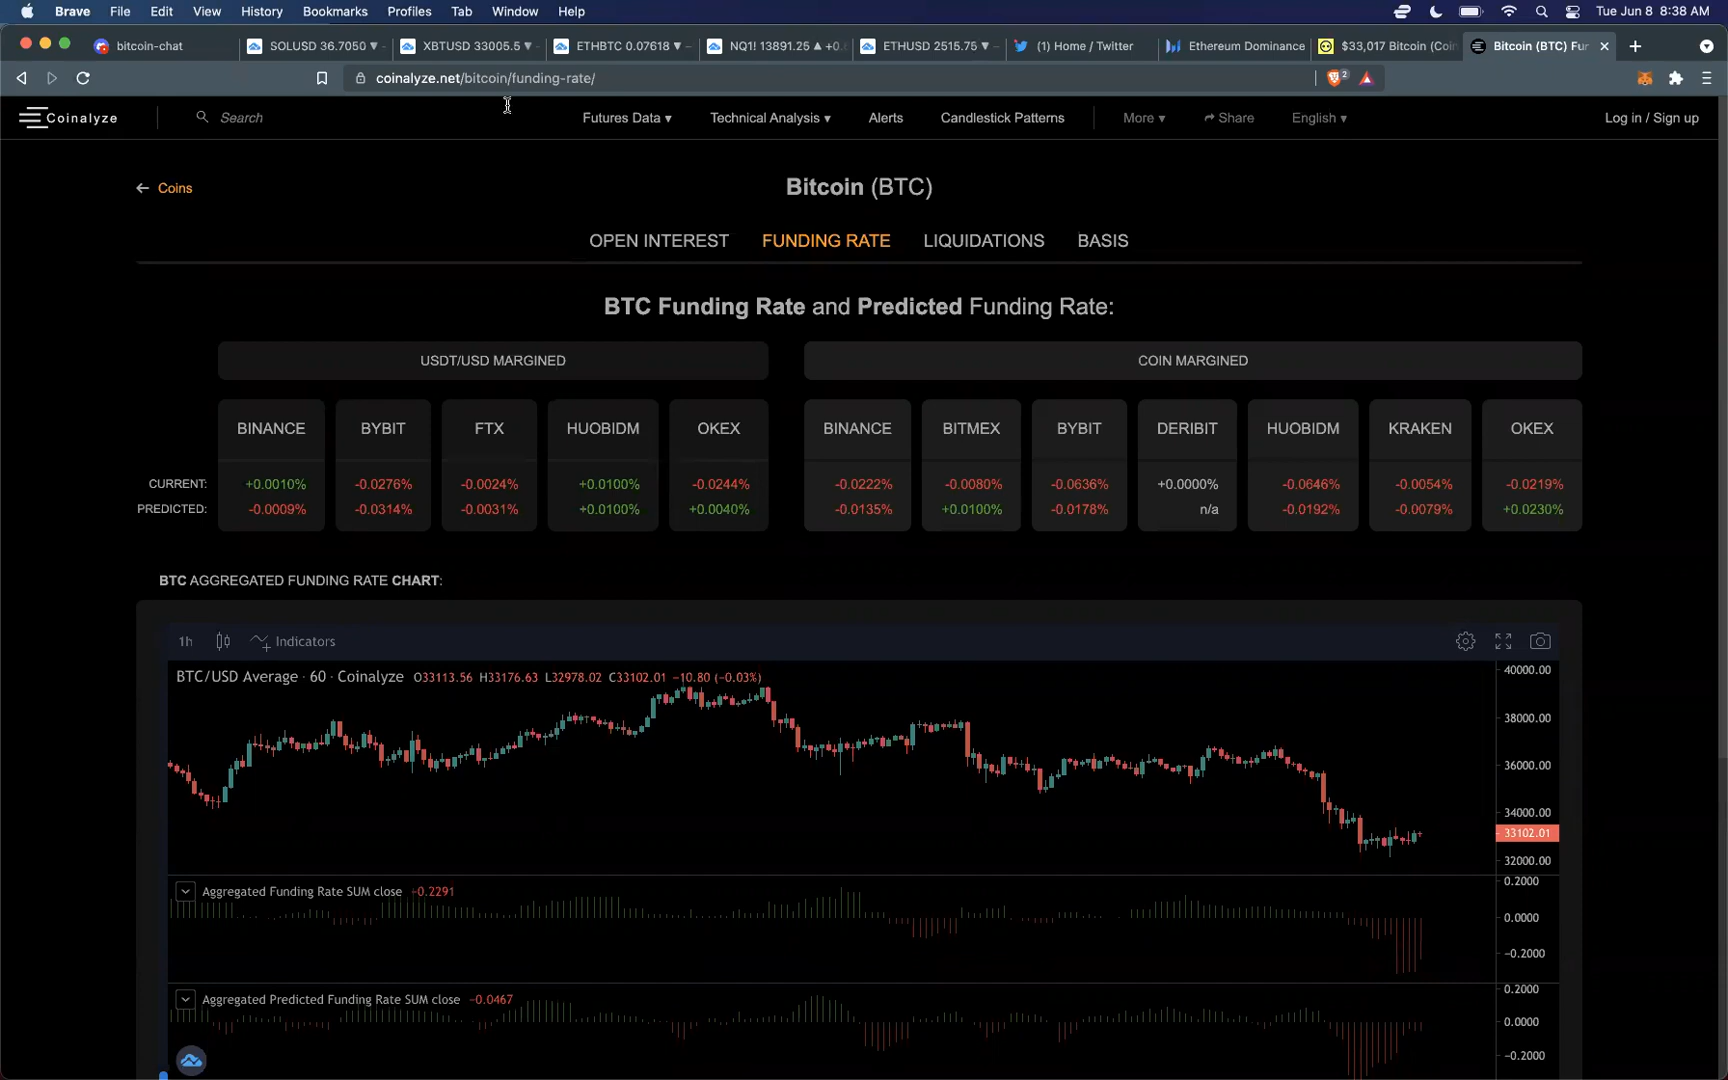 Brave File Edit View History Bookmarks Profiles Tab Window Help Tue Jun 8 8:38 AM
bitcoin-chat SOLUSD 36.7050 ▼ XBTUSD 33005.5 ▼ ETHBTC 0.07618 ▼ NQ1! 13891.25 ▲ +0. ETHUSD 2515.75 ▼ (1) Home / Twitter Ethereum Dominance $33,017 Bitcoin (Coin Bitcoin (BTC) Fun
coinalyze.net/bitcoin/funding-rate/ 2
Coinalyze Search Futures Data ▾ Technical Analysis ▾ Alerts Candlestick Patterns More ▾ Share English ▾ Log in / Sign up
← Coins
Bitcoin (BTC)
OPEN INTEREST FUNDING RATE LIQUIDATIONS BASIS
BTC Funding Rate and Predicted Funding Rate:
USDT/USD MARGINED COIN MARGINED
BINANCE BYBIT FTX HUOBIDM OKEX BINANCE BITMEX BYBIT DERIBIT HUOBIDM KRAKEN OKEX
CURRENT: +0.0010% -0.0276% -0.0024% +0.0100% -0.0244% -0.0222% -0.0080% -0.0636% +0.0000% -0.0646% -0.0054% -0.0219%
PREDICTED: -0.0009% -0.0314% -0.0031% +0.0100% +0.0040% -0.0135% +0.0100% -0.0178% n/a -0.0192% -0.0079% +0.0230%
BTC AGGREGATED FUNDING RATE CHART:
1h Indicators
BTC/USD Average · 60 · Coinalyze O33113.56 H33176.63 L32978.02 C33102.01 −10.80 (−0.03%)
40000.00
38000.00
36000.00
34000.00
33102.01
32000.00
Aggregated Funding Rate SUM close −0.2291
0.2000
0.0000
−0.2000
Aggregated Predicted Funding Rate SUM close −0.0467
0.2000
0.0000
−0.2000